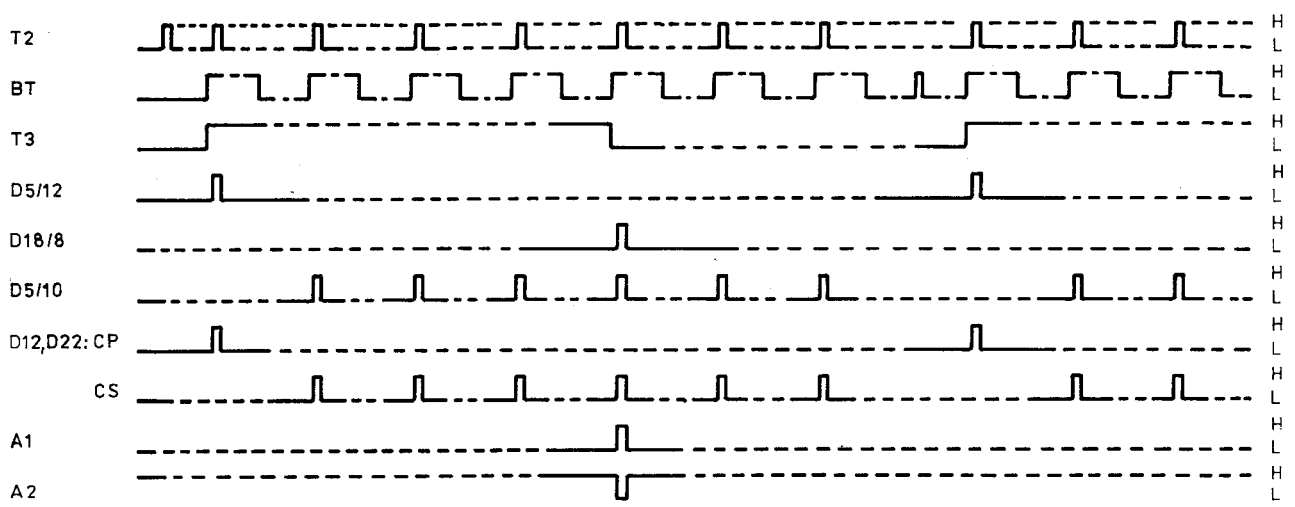 T2 H
L
BT H
L
T3 H
L
D5/12 H
L
D18/8 H
L
D5/10 H
L
D12,D22: CP H
L
CS H
L
A1 H
L
A2 H
L